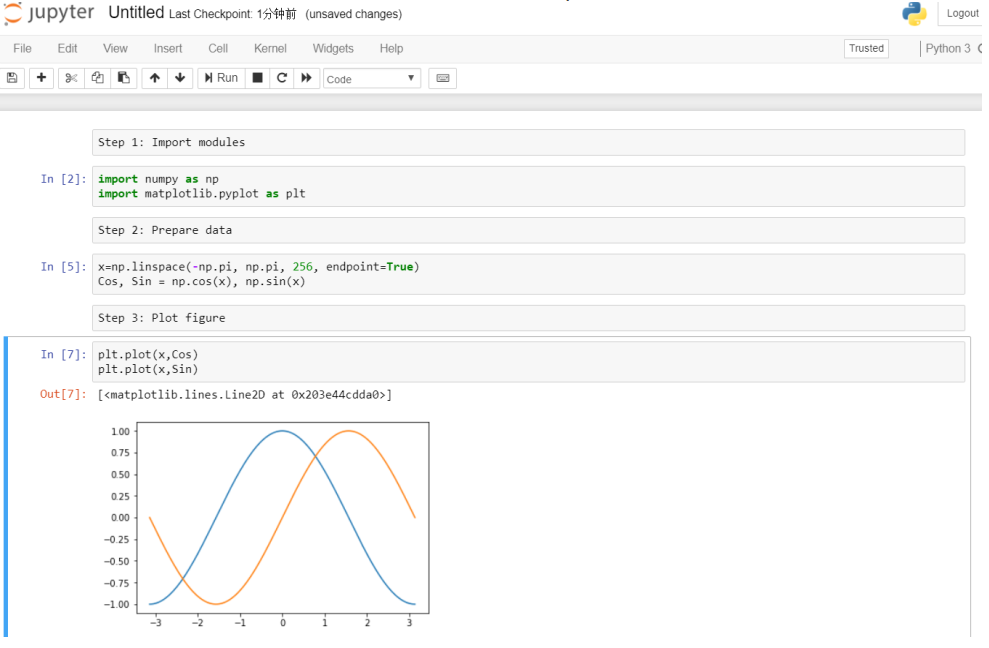 jupyter Untitled Last Checkpoint: 1分钟前 (unsaved changes) Logout
File Edit View Insert Cell Kernel Widgets Help Trusted Python 3
Run Code
Step 1: Import modules
In [2]: import numpy as np
import matplotlib.pyplot as plt
Step 2: Prepare data
In [5]: x=np.linspace(-np.pi, np.pi, 256, endpoint=True)
Cos, Sin = np.cos(x), np.sin(x)
Step 3: Plot figure
In [7]: plt.plot(x,Cos)
plt.plot(x,Sin)
Out[7]: [<matplotlib.lines.Line2D at 0x203e44cdda0>]
1.00
0.75
0.50
0.25
0.00
−0.25
−0.50
−0.75
−1.00
−3 −2 −1 0 1 2 3